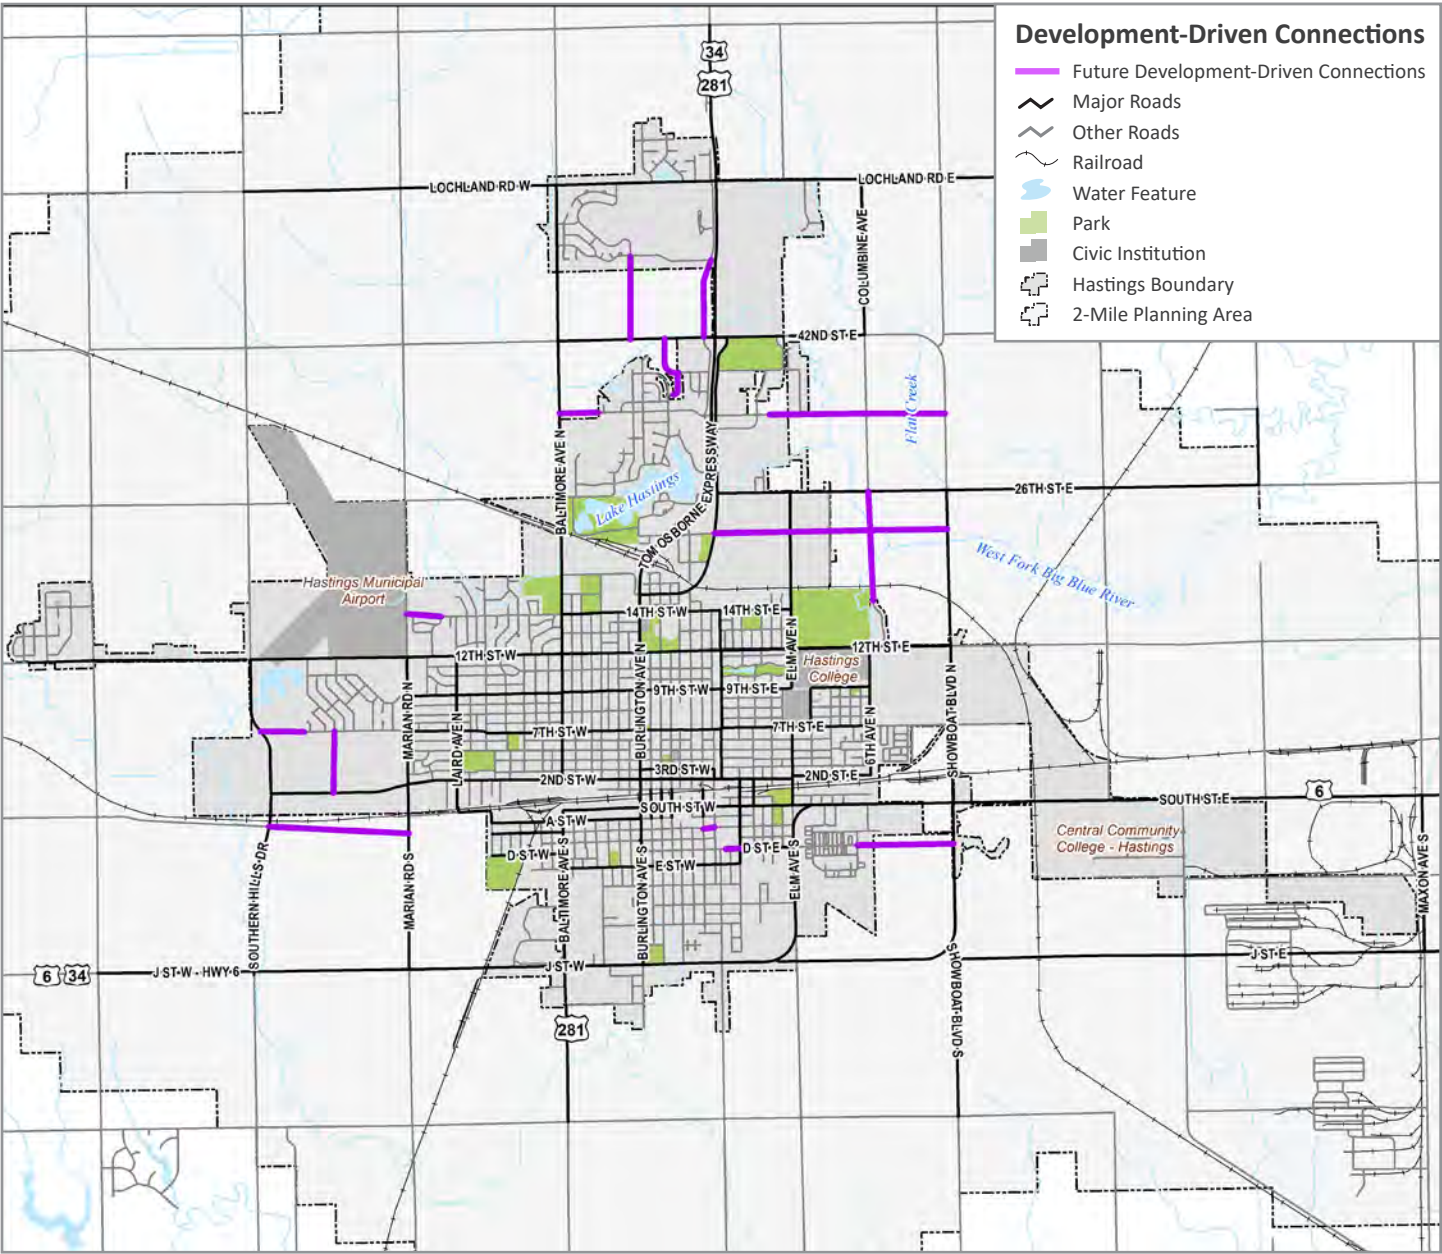 Development-Driven Connections
Future Development-Driven Connections
Major Roads
Other Roads
Railroad
Water Feature
Park
Civic Institution
Hastings Boundary
2-Mile Planning Area
34
281
LOCHLAND RD W
LOCHLAND RD E
COLUMBINE AVE
42ND ST E
Flat Creek
BALTIMORE AVE N
TOM OSBORNE EXPRESSWAY
Lake Hastings
26TH ST E
West Fork Big Blue River
Hastings Municipal
Airport
14TH ST W
14TH ST E
12TH ST W
12TH ST E
ELM AVE N
Hastings
College
BURLINGTON AVE N
9TH ST W
9TH ST E
MARIAN RD N
LAIRD AVE N
7TH ST W
7TH ST E
6TH AVE N
SHOWBOAT BLVD N
3RD ST W
2ND ST W
2ND ST E
6
SOUTH ST W
SOUTH ST E
A ST W
Central Community
College - Hastings
D ST W
D ST E
E ST W
SOUTHERN HILLS DR
MARIAN RD S
BALTIMORE AVE S
BURLINGTON AVE S
ELM AVE S
MAXON AVE S
6
34
J ST W - HWY 6
J ST W
J ST E
SHOWBOAT BLVD S
281